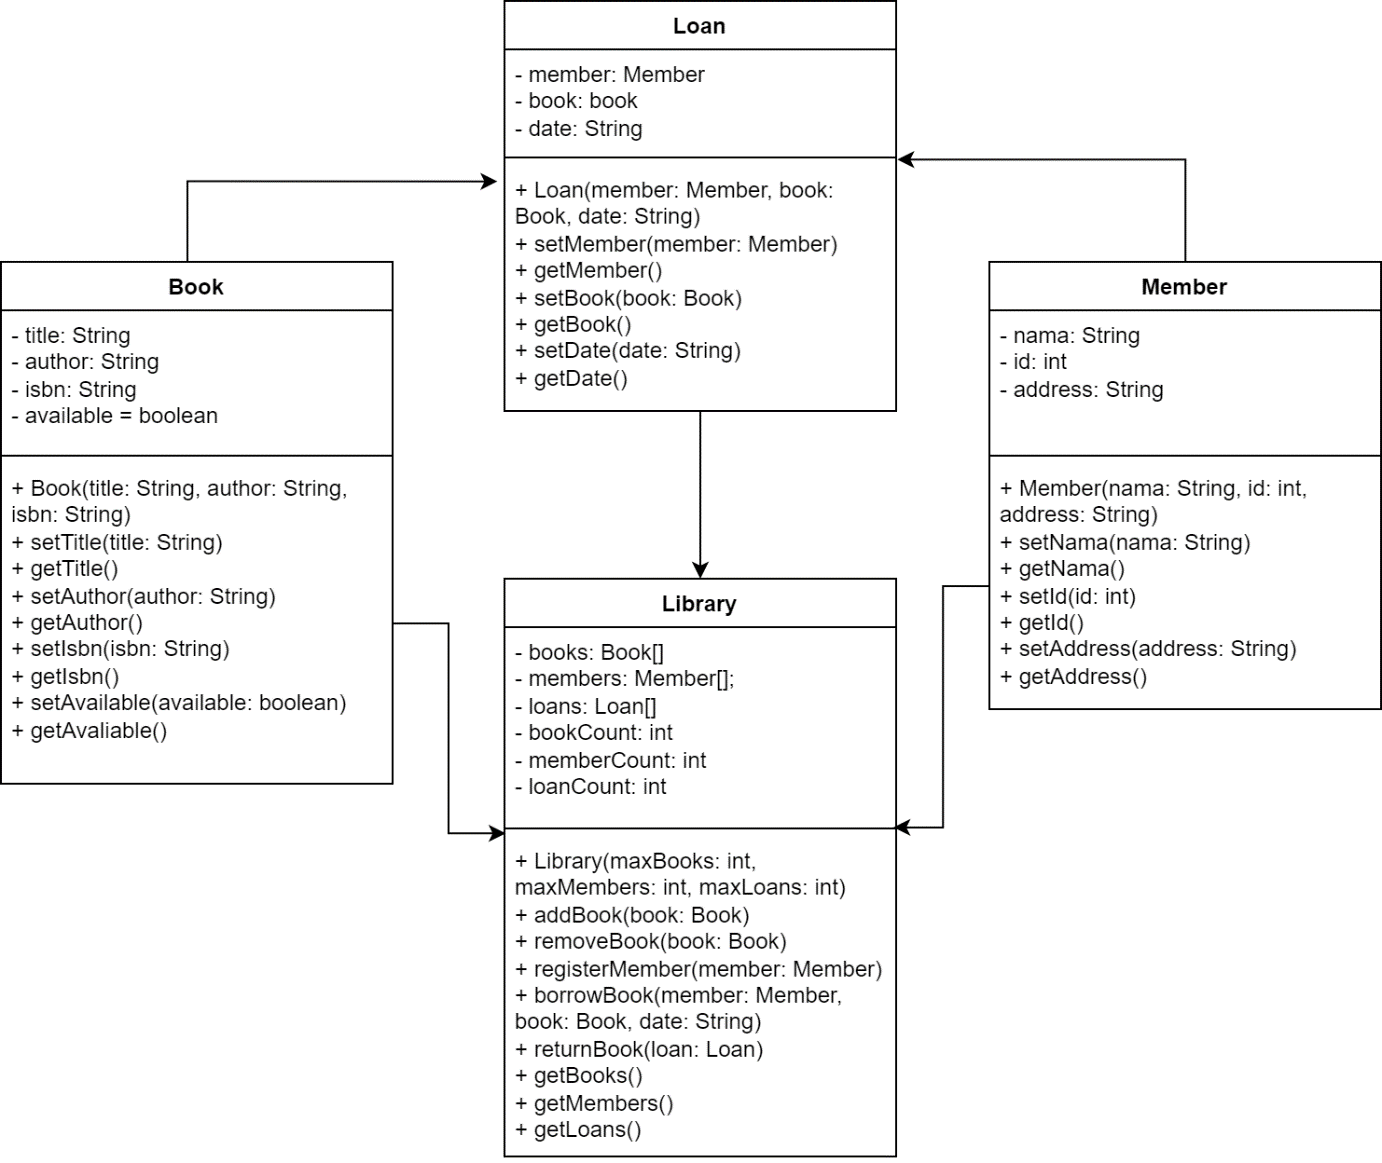 Loan
- member: Member
- book: book
- date: String
+ Loan(member: Member, book:
Book, date: String)
+ setMember(member: Member)
+ getMember()
+ setBook(book: Book)
+ getBook()
+ setDate(date: String)
+ getDate()
Book
- title: String
- author: String
- isbn: String
- available = boolean
+ Book(title: String, author: String,
isbn: String)
+ setTitle(title: String)
+ getTitle()
+ setAuthor(author: String)
+ getAuthor()
+ setIsbn(isbn: String)
+ getIsbn()
+ setAvailable(available: boolean)
+ getAvaliable()
Member
- nama: String
- id: int
- address: String
+ Member(nama: String, id: int,
address: String)
+ setNama(nama: String)
+ getNama()
+ setId(id: int)
+ getId()
+ setAddress(address: String)
+ getAddress()
Library
- books: Book[]
- members: Member[];
- loans: Loan[]
- bookCount: int
- memberCount: int
- loanCount: int
+ Library(maxBooks: int,
maxMembers: int, maxLoans: int)
+ addBook(book: Book)
+ removeBook(book: Book)
+ registerMember(member: Member)
+ borrowBook(member: Member,
book: Book, date: String)
+ returnBook(loan: Loan)
+ getBooks()
+ getMembers()
+ getLoans()